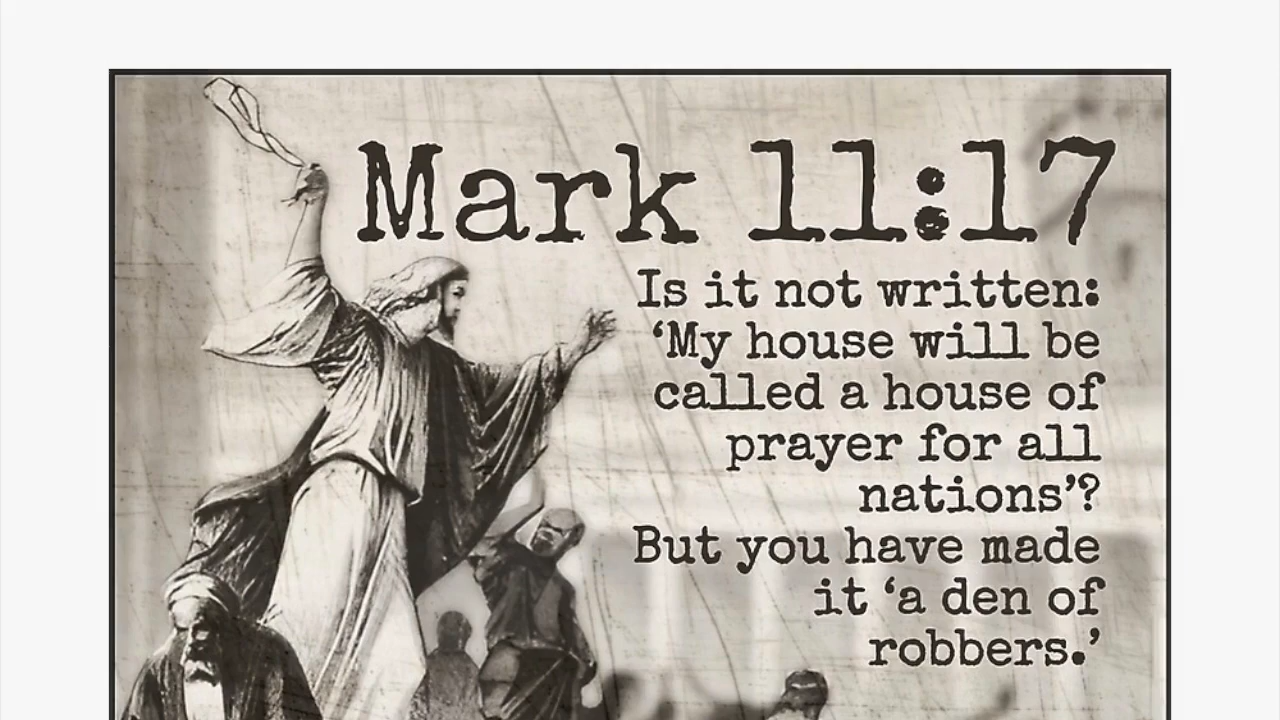 Mark 11:17
Is it not written:
‘My house will be
called a house of
prayer for all
nations’?
But you have made
it ‘a den of
robbers.’